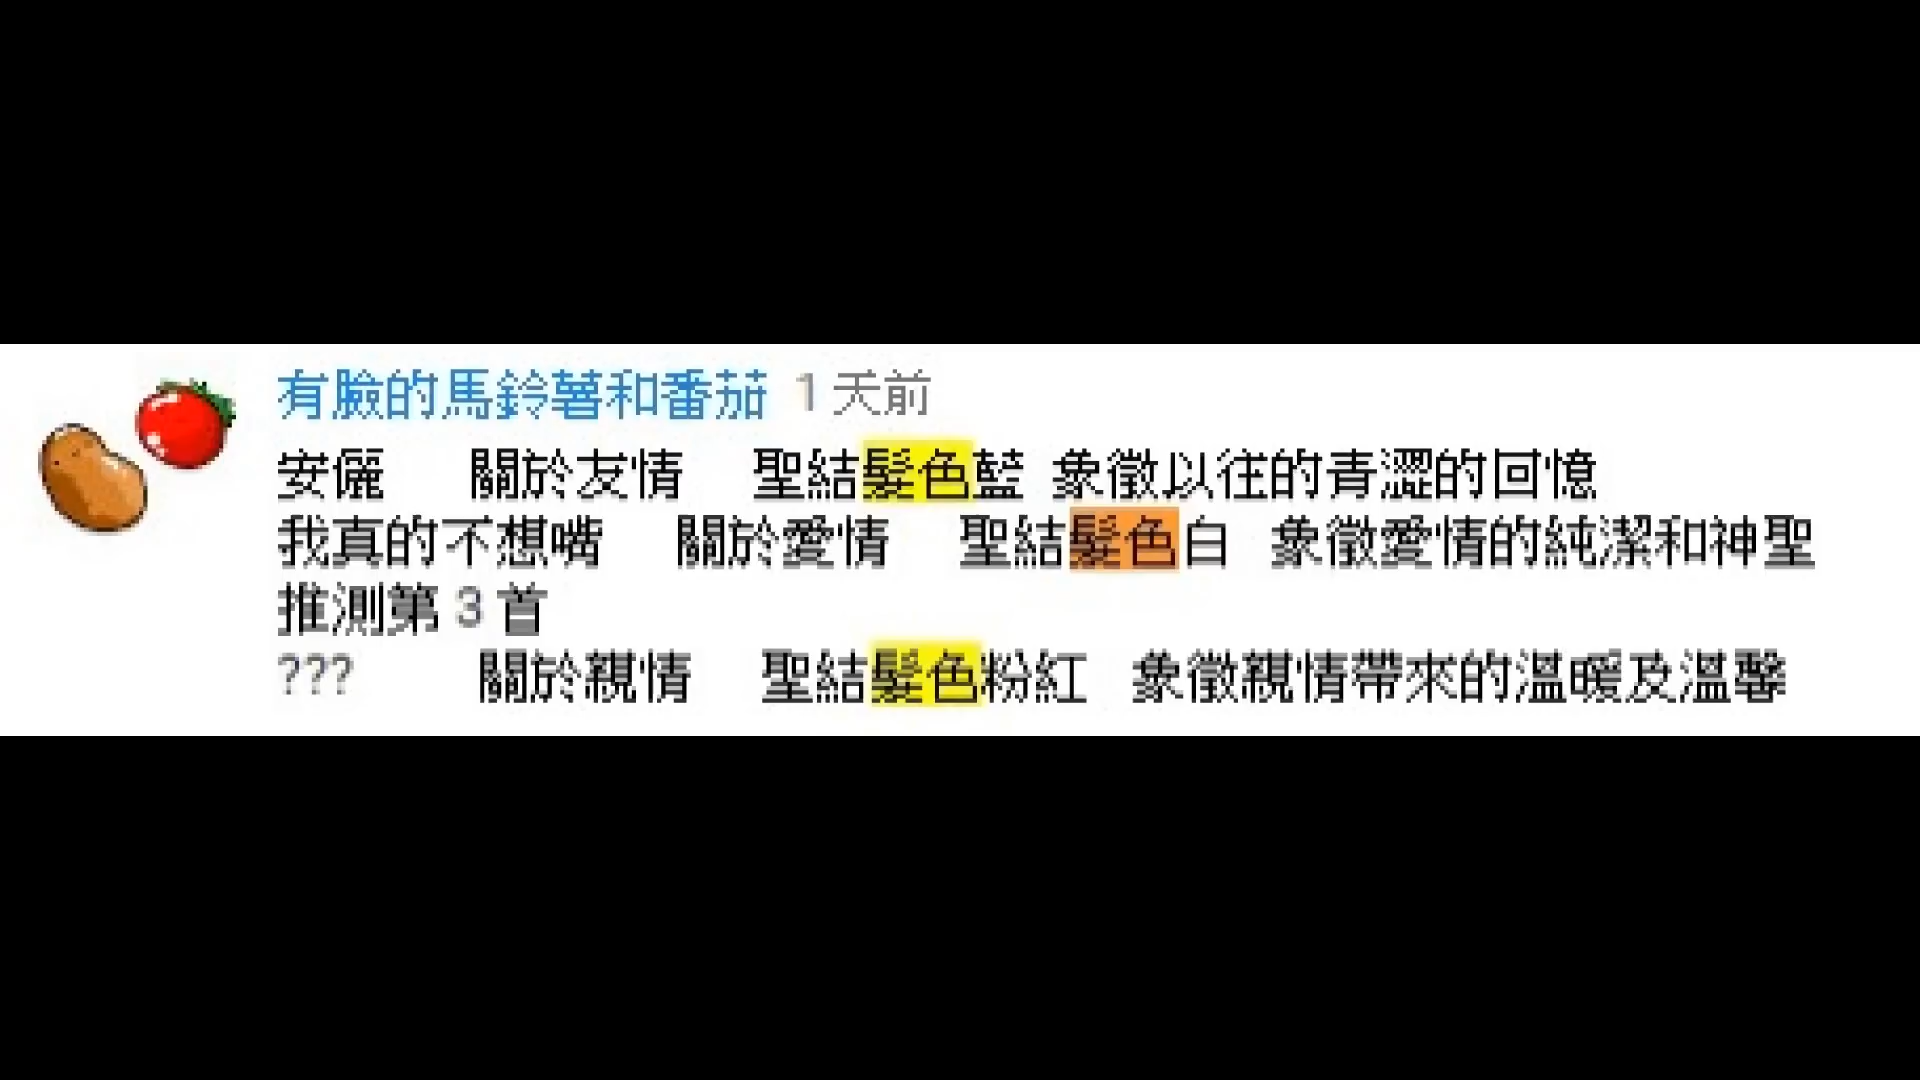 有臉的馬鈴薯和番茄 1 天前
安儷 關於友情 聖結髮色藍 象徵以往的青澀的回憶
我真的不想嘴 關於愛情 聖結髮色白 象徵愛情的純潔和神聖
推測第 3 首
??? 關於親情 聖結髮色粉紅 象徵親情帶來的溫暖及溫馨